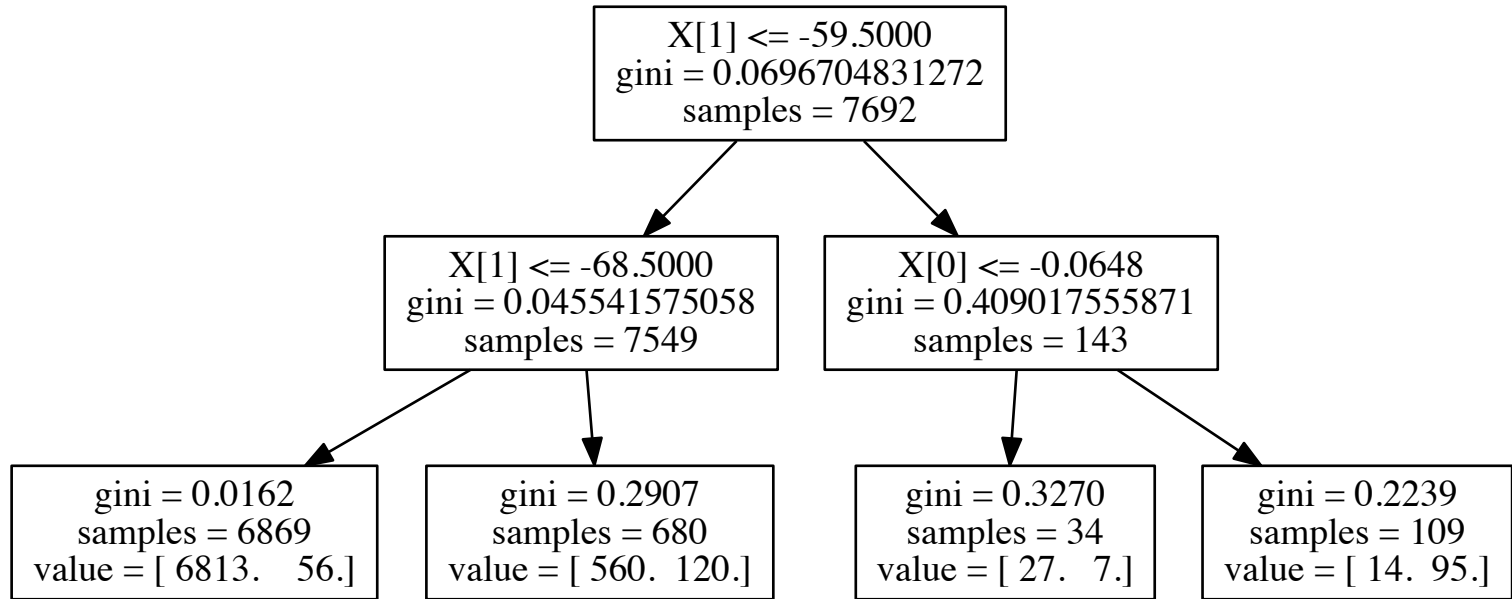 X[1] <= -59.5000
gini = 0.0696704831272
samples = 7692
X[1] <= -68.5000
gini = 0.045541575058
samples = 7549
X[0] <= -0.0648
gini = 0.409017555871
samples = 143
gini = 0.0162
samples = 6869
value = [ 6813.    56.]
gini = 0.2907
samples = 680
value = [ 560.  120.]
gini = 0.3270
samples = 34
value = [ 27.   7.]
gini = 0.2239
samples = 109
value = [ 14.  95.]